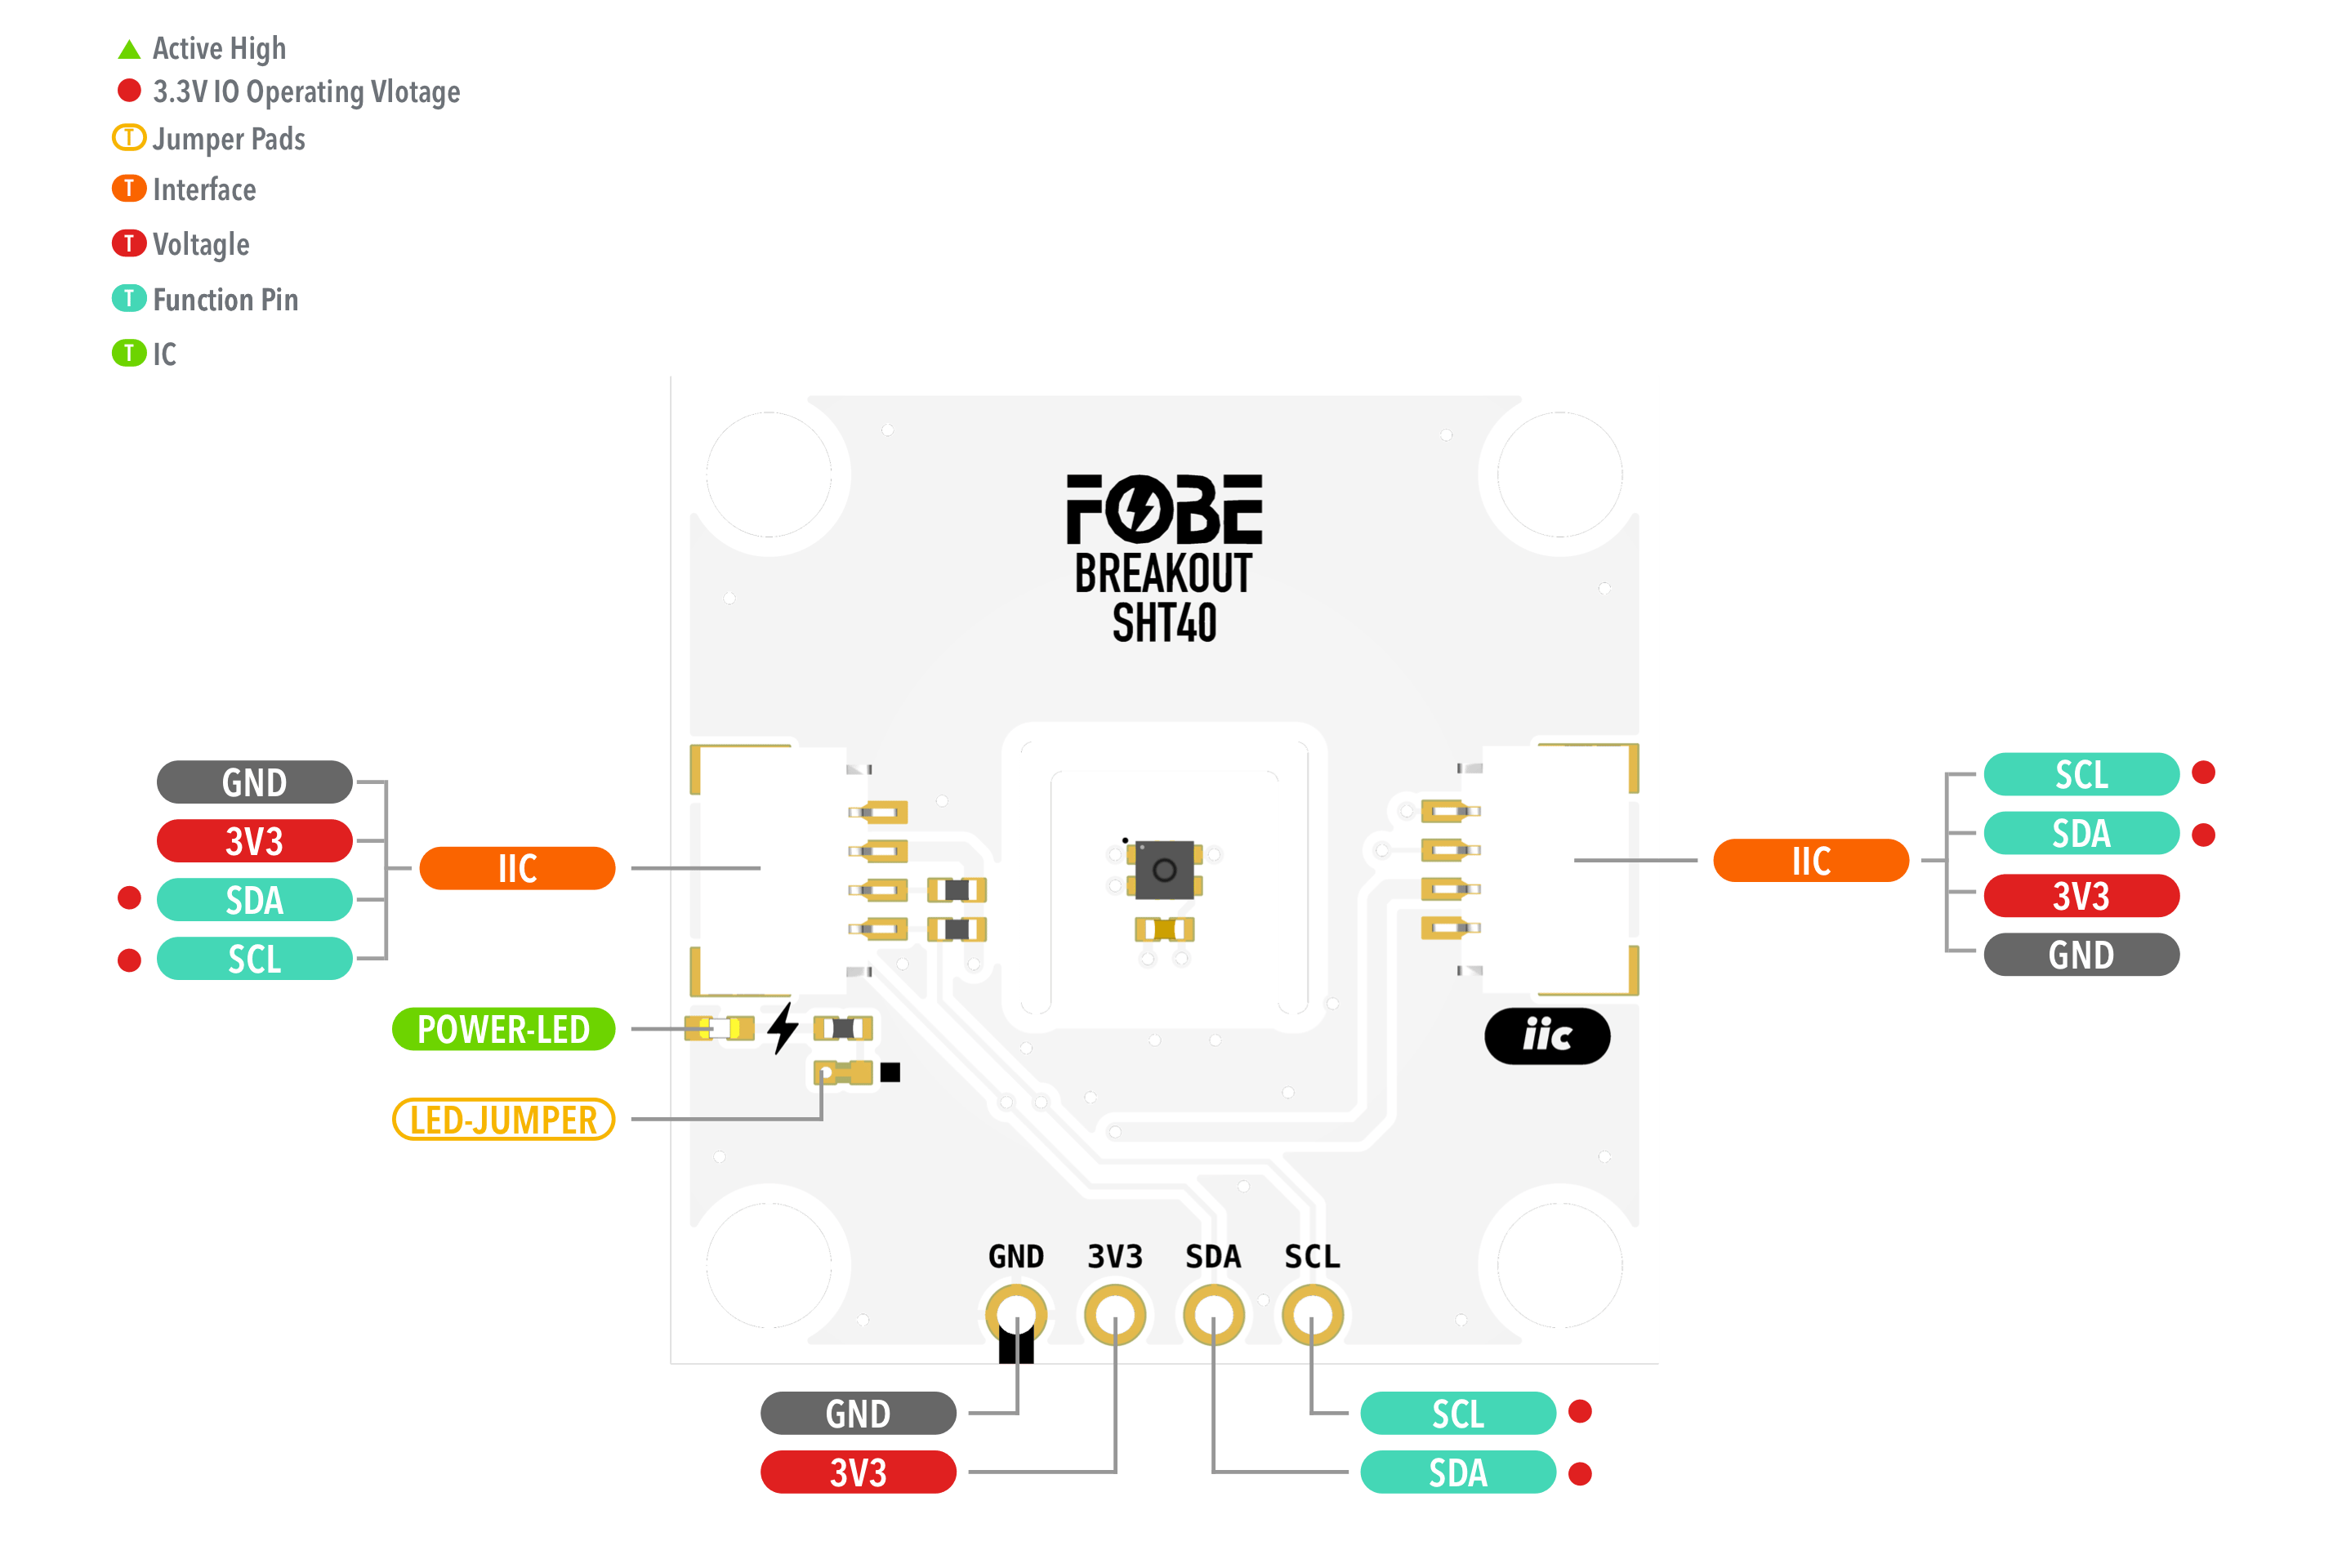 Active High
3.3V IO Operating Vlotage
T Jumper Pads
T Interface
T Voltagle
T Function Pin
T IC
FOBE
BREAKOUT
SHT40
GND
3V3
SDA
SCL
IIC
POWER-LED
LED-JUMPER
IIC
SCL
SDA
3V3
GND
iic
GND 3V3 SDA SCL
GND
3V3
SCL
SDA